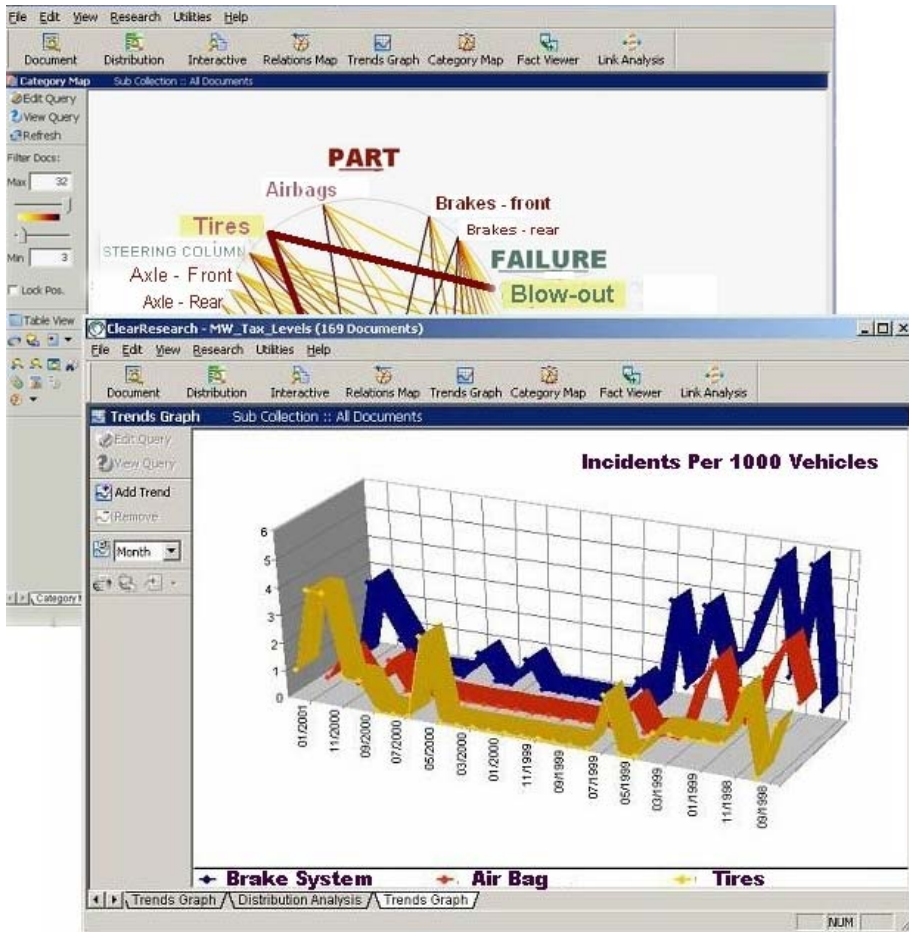 File Edit View Research Utilities Help
Document Distribution Interactive Relations Map Trends Graph Category Map Fact Viewer Link Analysis
Category Map Sub Collection :: All Documents
Edit Query
View Query
Refresh
Filter Docs:
Max 32
Min 3
Lock Pos.
Table View
PART
Airbags
Brakes - front
Tires
Brakes - rear
STEERING COLUMN
FAILURE
Axle - Front
Blow-out
Axle - Rear
Category
ClearResearch - MW_Tax_Levels (169 Documents)
File Edit View Research Utilities Help
Document Distribution Interactive Relations Map Trends Graph Category Map Fact Viewer Link Analysis
Trends Graph Sub Collection :: All Documents
Edit Query
View Query
Add Trend
Remove
Month
Incidents Per 1000 Vehicles
6
5
4
3
2
1
0
01/2001
11/2000
09/2000
07/2000
05/2000
03/2000
01/2000
11/1999
09/1999
07/1999
05/1999
03/1999
01/1999
11/1998
09/1998
Brake System Air Bag Tires
Trends Graph Distribution Analysis Trends Graph
NUM